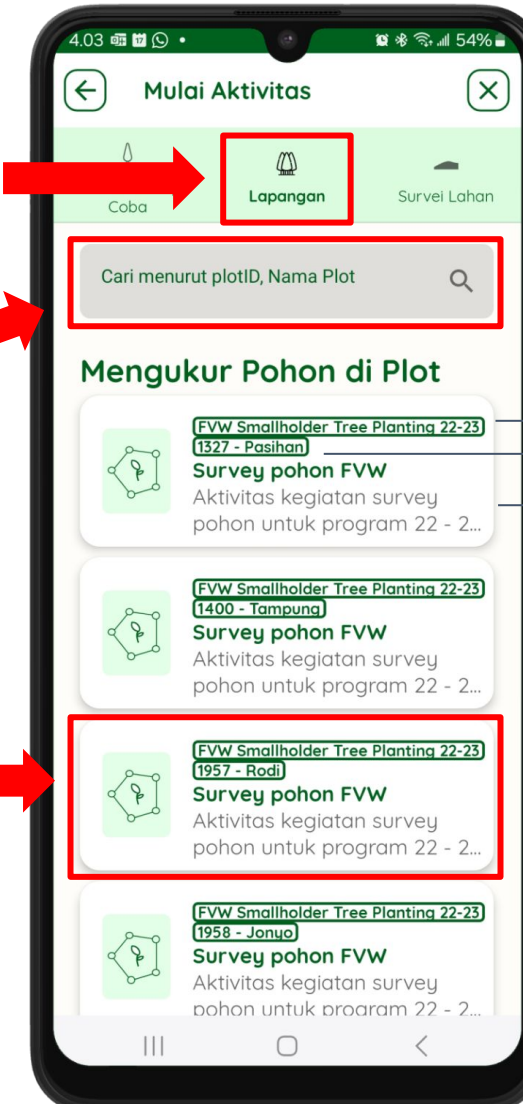 4.03
17
54%
Mulai Aktivitas
Coba
Lapangan
Survei Lahan
Cari menurut plotID, Nama Plot
Mengukur Pohon di Plot
FVW Smallholder Tree Planting 22-23
1327 - Pasihan
Survey pohon FVW
Aktivitas kegiatan survey
pohon untuk program 22 - 2...
FVW Smallholder Tree Planting 22-23
1400 - Tampung
Survey pohon FVW
Aktivitas kegiatan survey
pohon untuk program 22 - 2...
FVW Smallholder Tree Planting 22-23
1957 - Rodi
Survey pohon FVW
Aktivitas kegiatan survey
pohon untuk program 22 - 2...
FVW Smallholder Tree Planting 22-23
1958 - Jonyo
Survey pohon FVW
Aktivitas kegiatan survey
pohon untuk program 22 - 2...